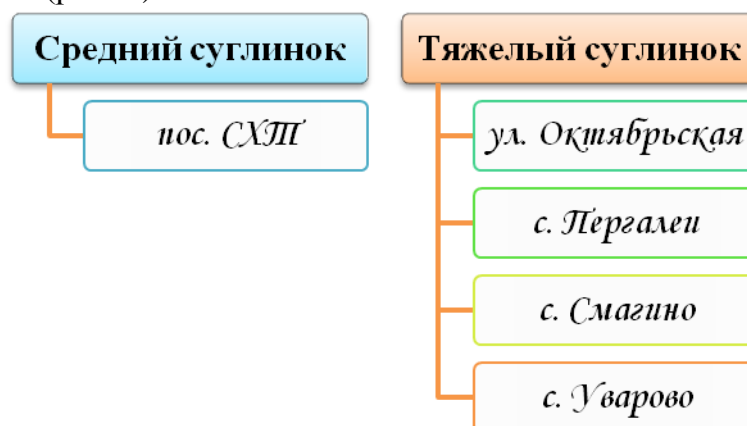 Средний суглинок
пос. СХТ
Тяжелый суглинок
ул. Октябрьская
с. Пергалеи
с. Смагино
с. Уварово